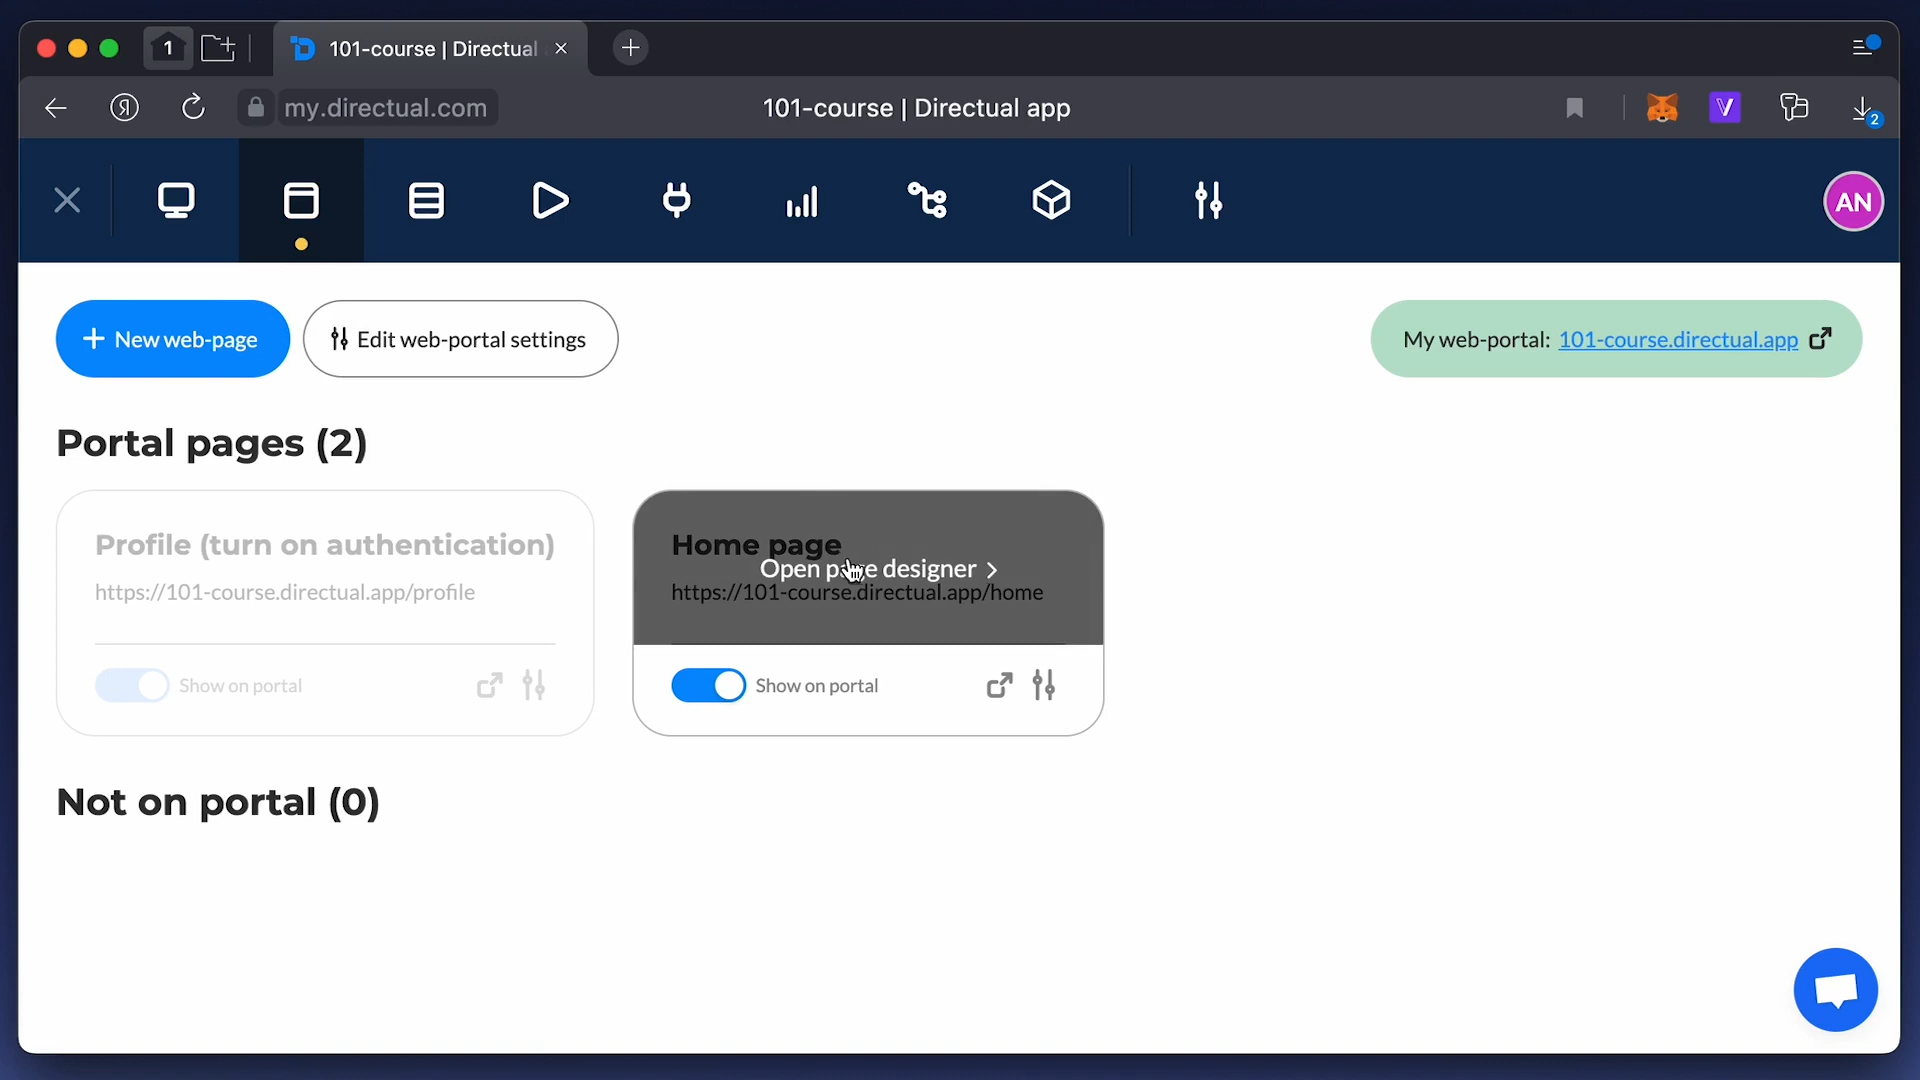 1
101-course | Directual
my.directual.com
101-course | Directual app
2
AN
New web-page
Edit web-portal settings
My web-portal: 101-course.directual.app
Portal pages (2)
Profile (turn on authentication)
https://101-course.directual.app/profile
Show on portal
Home page
Open page designer
https://101-course.directual.app/home
Show on portal
Not on portal (0)